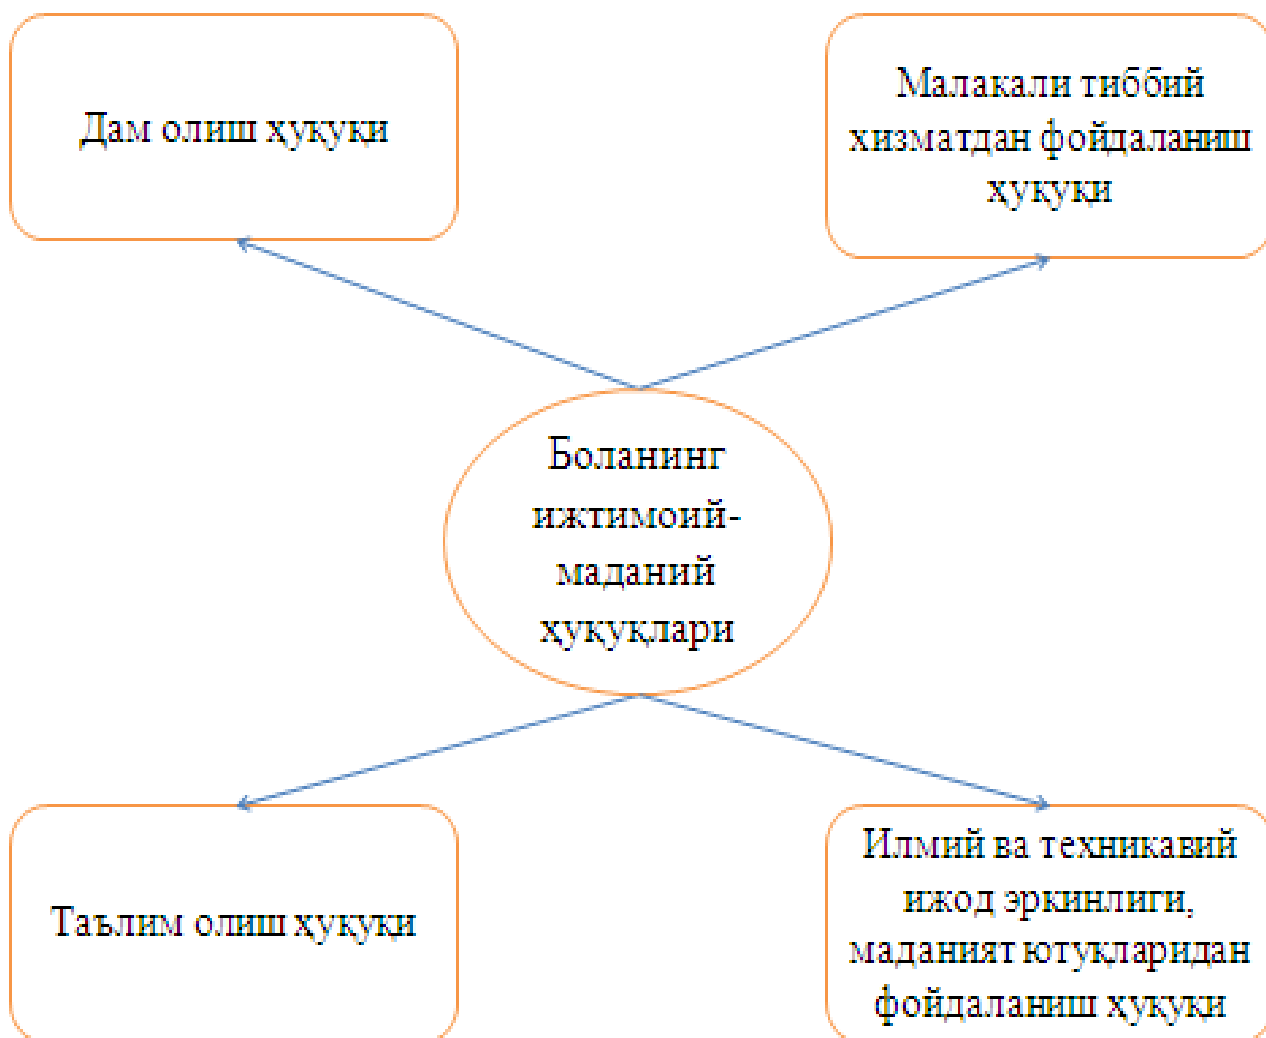 Дам олиш ҳуқуқи
Малакали тиббий
хизматдан фойдаланиш
ҳуқуқи
Боланинг
ижтимоий-
маданий
ҳуқуқлари
Таълим олиш ҳуқуқи
Илмий ва техникавий
ижод эркинлиги,
маданият ютуқларидан
фойдаланиш ҳуқуқи